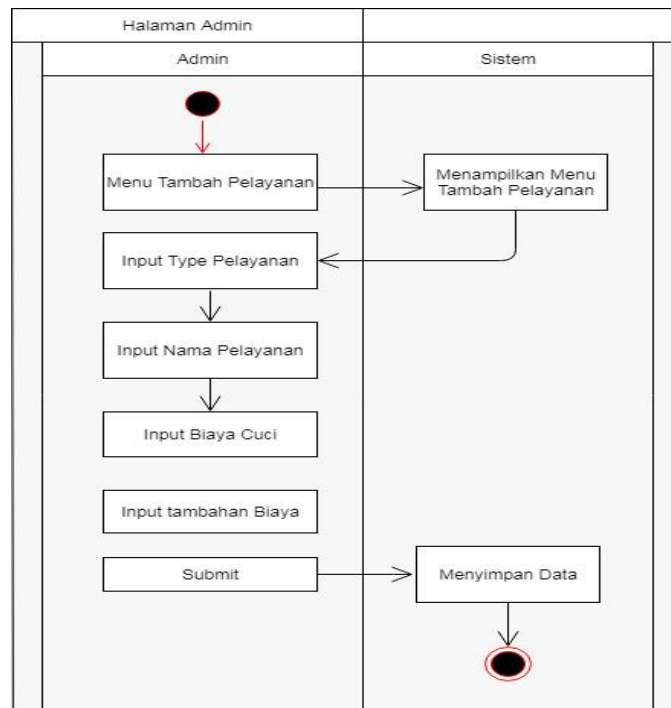 Halaman Admin
Admin
Sistem
Menu Tambah Pelayanan
Menampilkan Menu
Tambah Pelayanan
Input Type Pelayanan
Input Nama Pelayanan
Input Biaya Cuci
Input tambahan Biaya
Submit
Menyimpan Data